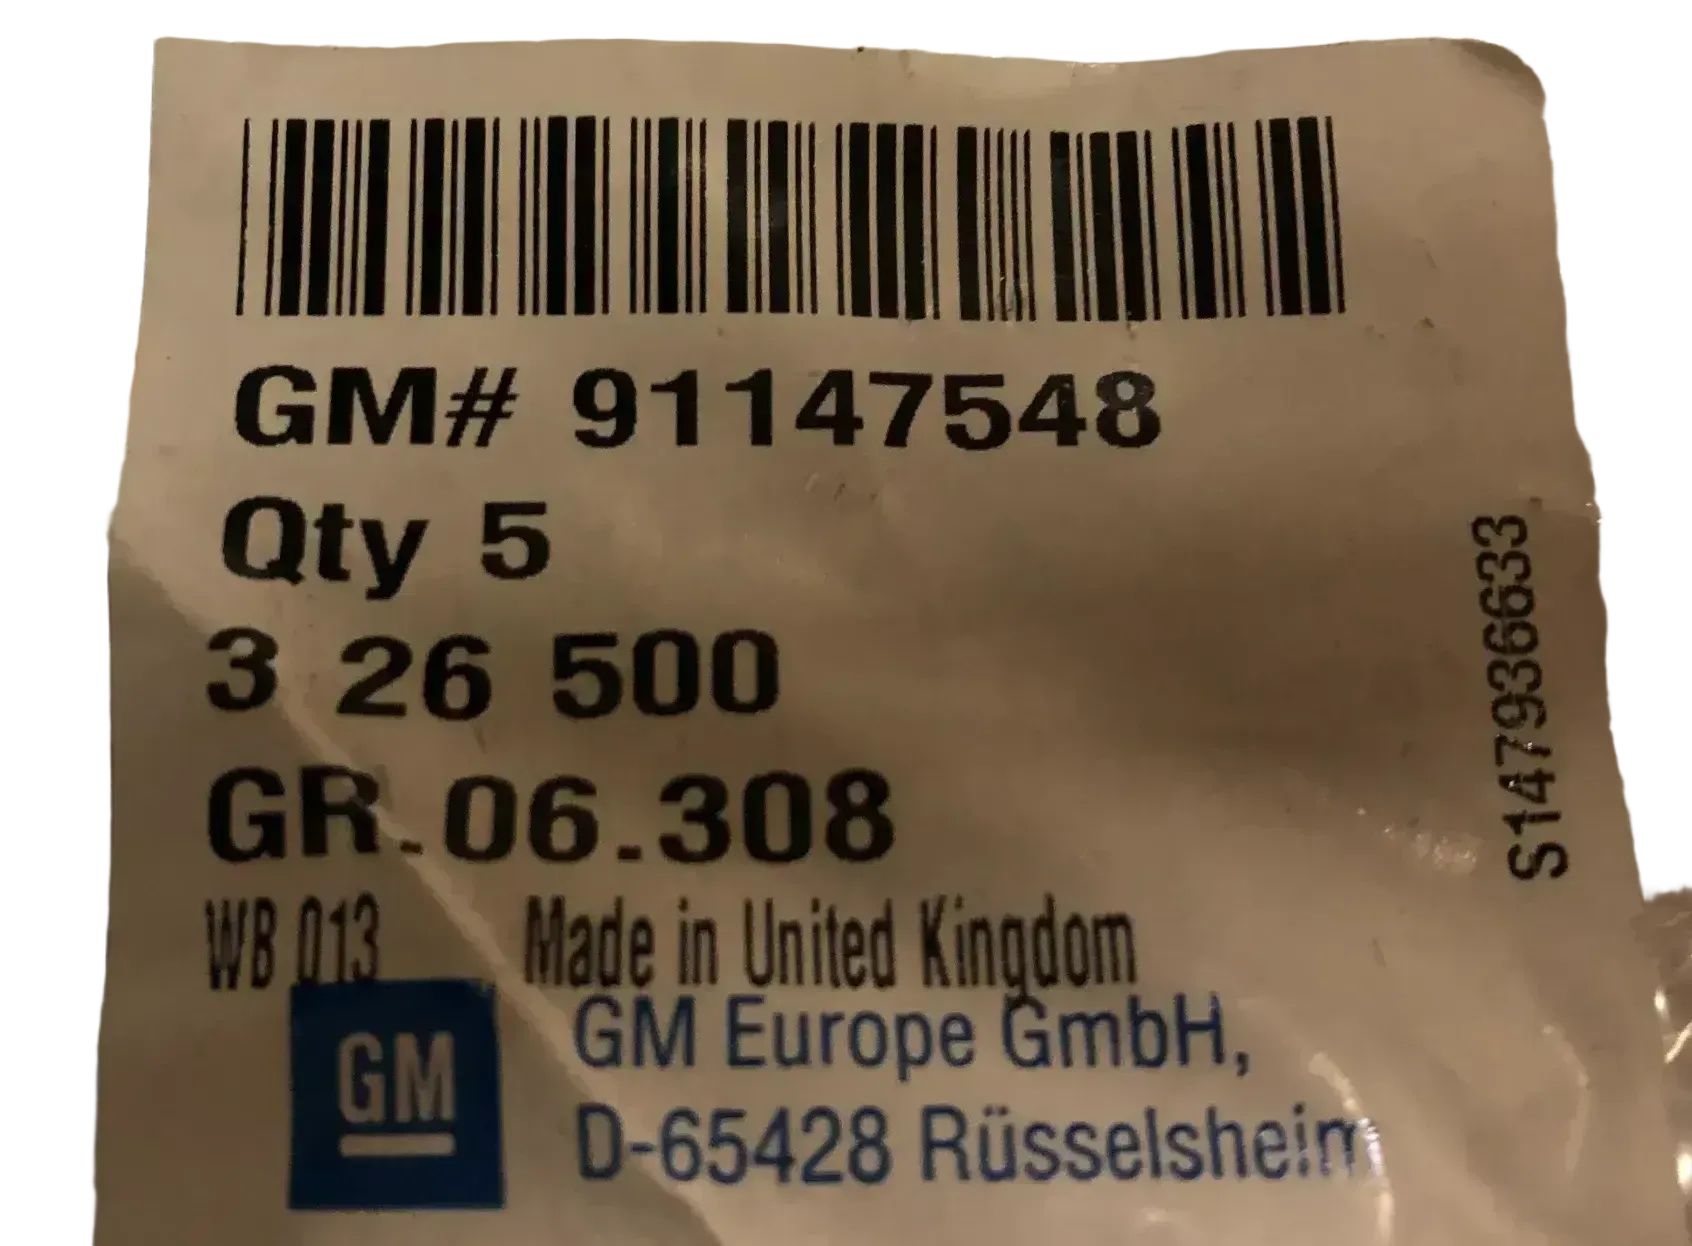 GM# 91147548
Qty 5
3 26 500
GR.06.308
WB 013 Made in United Kingdom
GM
GM Europe GmbH,
D-65428 Rüsselsheim
S147936633